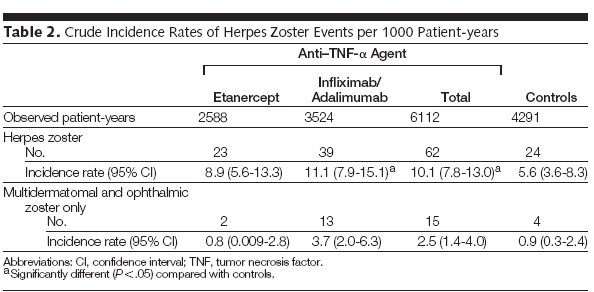 Table 2. Crude Incidence Rates of Herpes Zoster Events per 1000 Patient-years
Anti–TNF-α Agent
Etanercept Infliximab/ Adalimumab Total Controls
Observed patient-years 2588 3524 6112 4291
Herpes zoster
No. 23 39 62 24
Incidence rate (95% CI) 8.9 (5.6-13.3) 11.1 (7.9-15.1)a 10.1 (7.8-13.0)a 5.6 (3.6-8.3)
Multidermatomal and ophthalmic
zoster only
No. 2 13 15 4
Incidence rate (95% CI) 0.8 (0.009-2.8) 3.7 (2.0-6.3) 2.5 (1.4-4.0) 0.9 (0.3-2.4)
Abbreviations: CI, confidence interval; TNF, tumor necrosis factor.
aSignificantly different (P<.05) compared with controls.